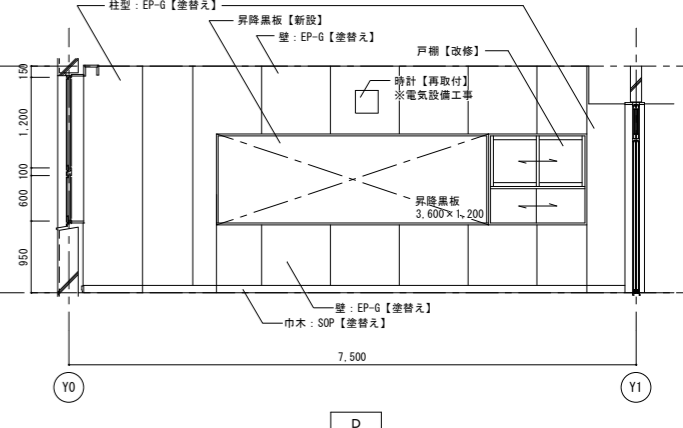 柱型：EP-G【塗替え】
昇降黒板【新設】
壁：EP-G【塗替え】
戸棚【改修】
時計【再取付】
※電気設備工事
150
1,200
100
600
950
昇降黒板
3,600×1,200
壁：EP-G【塗替え】
巾木：SOP【塗替え】
7,500
Y0
Y1
D